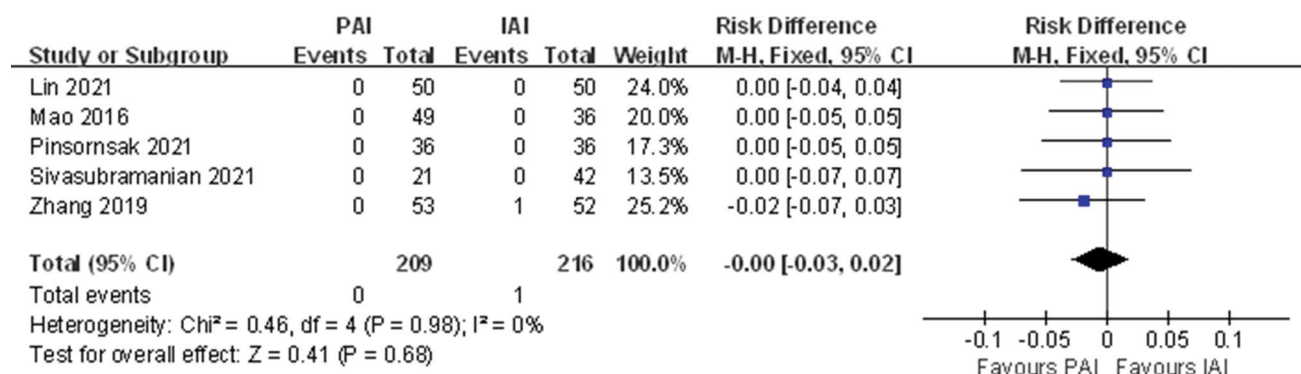 PAI IAI Risk Difference Risk Difference
Study or Subgroup Events Total Events Total Weight M-H, Fixed, 95% CI M-H, Fixed, 95% CI
Lin 2021 0 50 0 50 24.0% 0.00 [-0.04, 0.04]
Mao 2016 0 49 0 36 20.0% 0.00 [-0.05, 0.05]
Pinsornsak 2021 0 36 0 36 17.3% 0.00 [-0.05, 0.05]
Sivasubramanian 2021 0 21 0 42 13.5% 0.00 [-0.07, 0.07]
Zhang 2019 0 53 1 52 25.2% -0.02 [-0.07, 0.03]
Total (95% CI) 209 216 100.0% -0.00 [-0.03, 0.02]
Total events 0 1
Heterogeneity: Chi² = 0.46, df = 4 (P = 0.98); I² = 0%
Test for overall effect: Z = 0.41 (P = 0.68)
-0.1 -0.05 0 0.05 0.1
Favours PAI Favours IAI